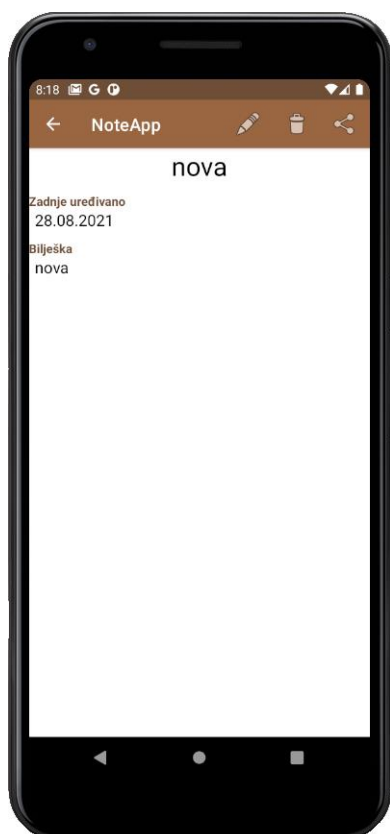 8:18 G P
NoteApp
nova
Zadnje uređivano
28.08.2021
Bilješka
nova